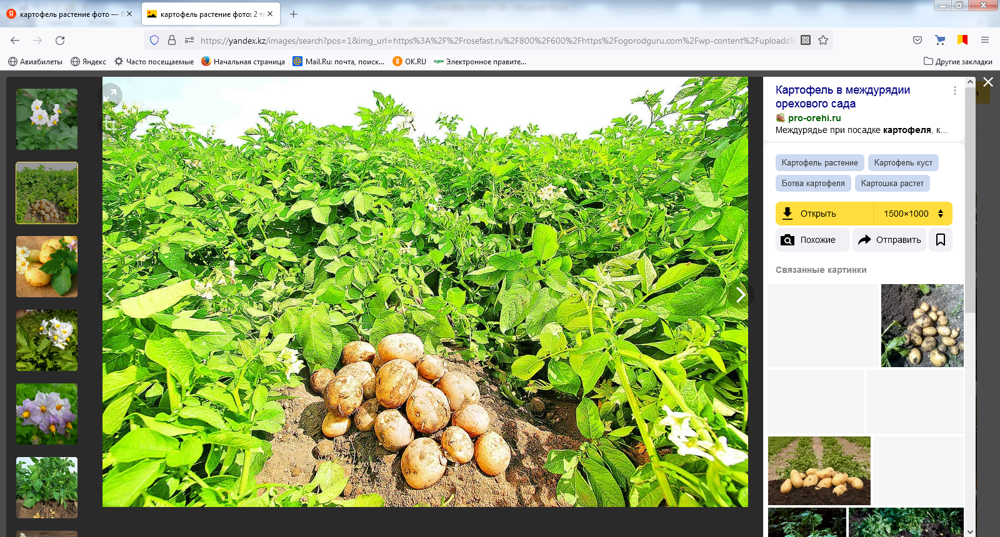 картофель растение фото —
картофель растение фото: 2
https://yandex.kz/images/search?pos=1&img_url=https%3A%2F%2Frosefast.ru%2F800%2F600%2Fhttps%2Fogorodguru.com%2Fwp-content%2Fuploads%
Авиабилеты
Яндекс
Часто посещаемые
Начальная страница
Mail.Ru: почта, поиск...
OK.RU
Электронное правите...
Другие закладки
Картофель в междурядии
орехового сада
pro-orehi.ru
Междурядье при посадке картофеля, к...
Картофель растение
Картофель куст
Ботва картофеля
Картошка растет
Открыть
1500×1000
Похожие
Отправить
Связанные картинки